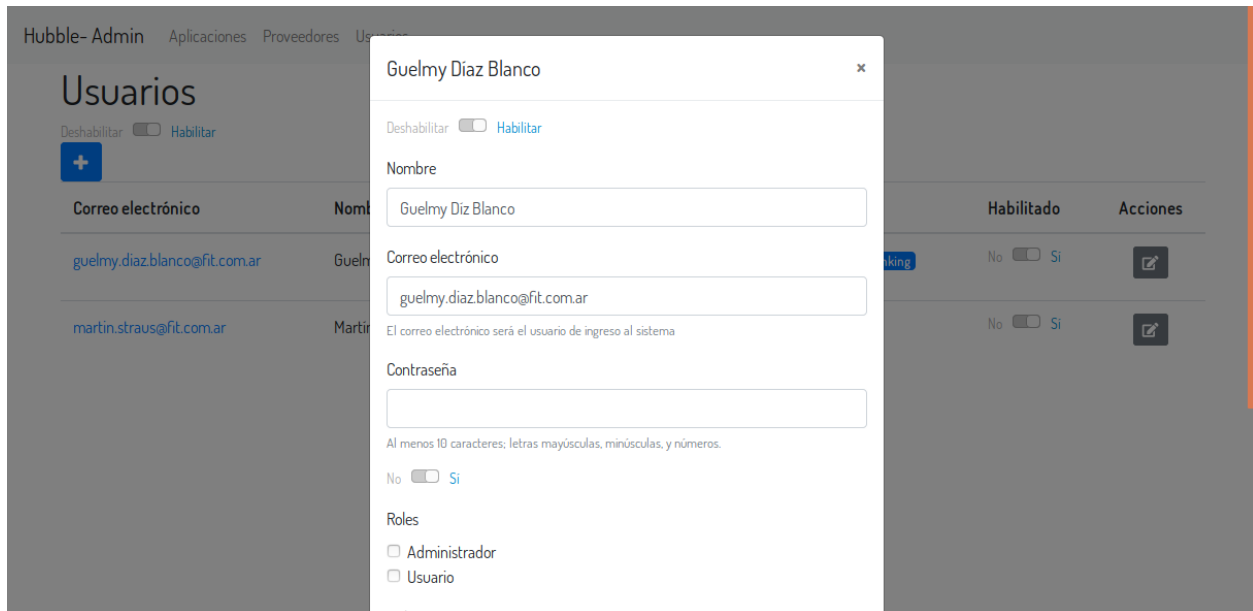 Hubble- Admin Aplicaciones Proveedores
Usuarios
Deshabilitar Habilitar
+
Correo electrónico Habilitado Acciones
guelmy.diaz.blanco@fit.com.ar No Si
martin.straus@fit.com.ar No Si
Guelmy Diaz Blanco ×
Deshabilitar Habilitar
Nombre
Guelmy Diz Blanco
Correo electrónico
guelmy.diaz.blanco@fit.com.ar
El correo electrónico será el usuario de ingreso al sistema
Contraseña
Al menos 10 caracteres; letras mayúsculas, minúsculas, y números.
No Si
Roles
Administrador
Usuario